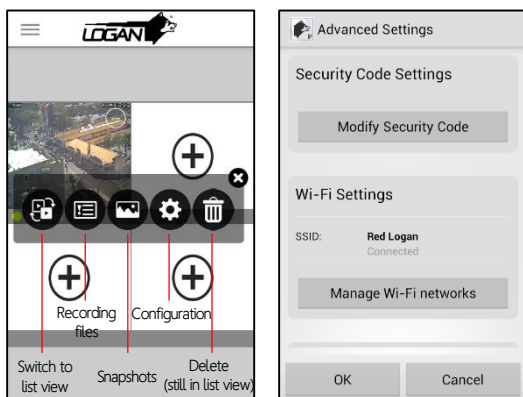 LOGAN
Recording
files
Configuration
Switch to
list view
Snapshots
Delete
(still in list view)
Advanced Settings
Security Code Settings
Modify Security Code
Wi-Fi Settings
SSID:
Red Logan
Connected
Manage Wi-Fi networks
OK
Cancel